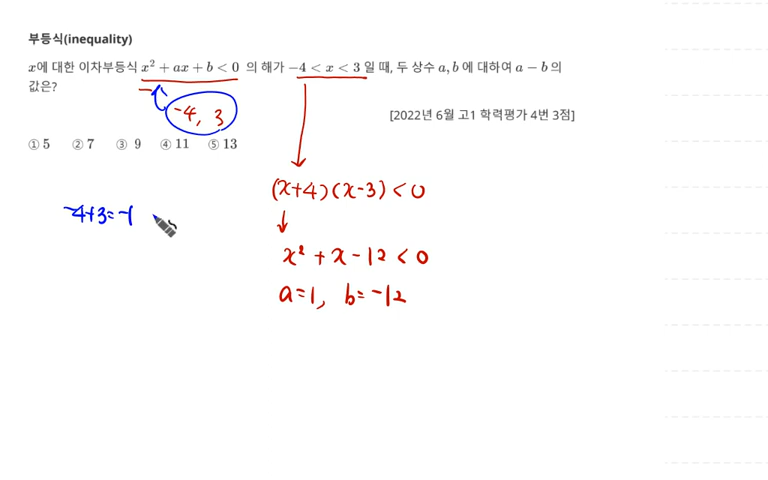 부등식(inequality)
x에 대한 이차부등식 x² + ax + b < 0 의 해가 −4 < x < 3 일 때, 두 상수 a, b 에 대하여 a − b 의
값은?
-4, 3
[2022년 6월 고1 학력평가 4번 3점]
① 5 ② 7 ③ 9 ④ 11 ⑤ 13
(x+4)(x-3) < 0
-4+3=-1
x² + x - 12 < 0
a=1, b=-12